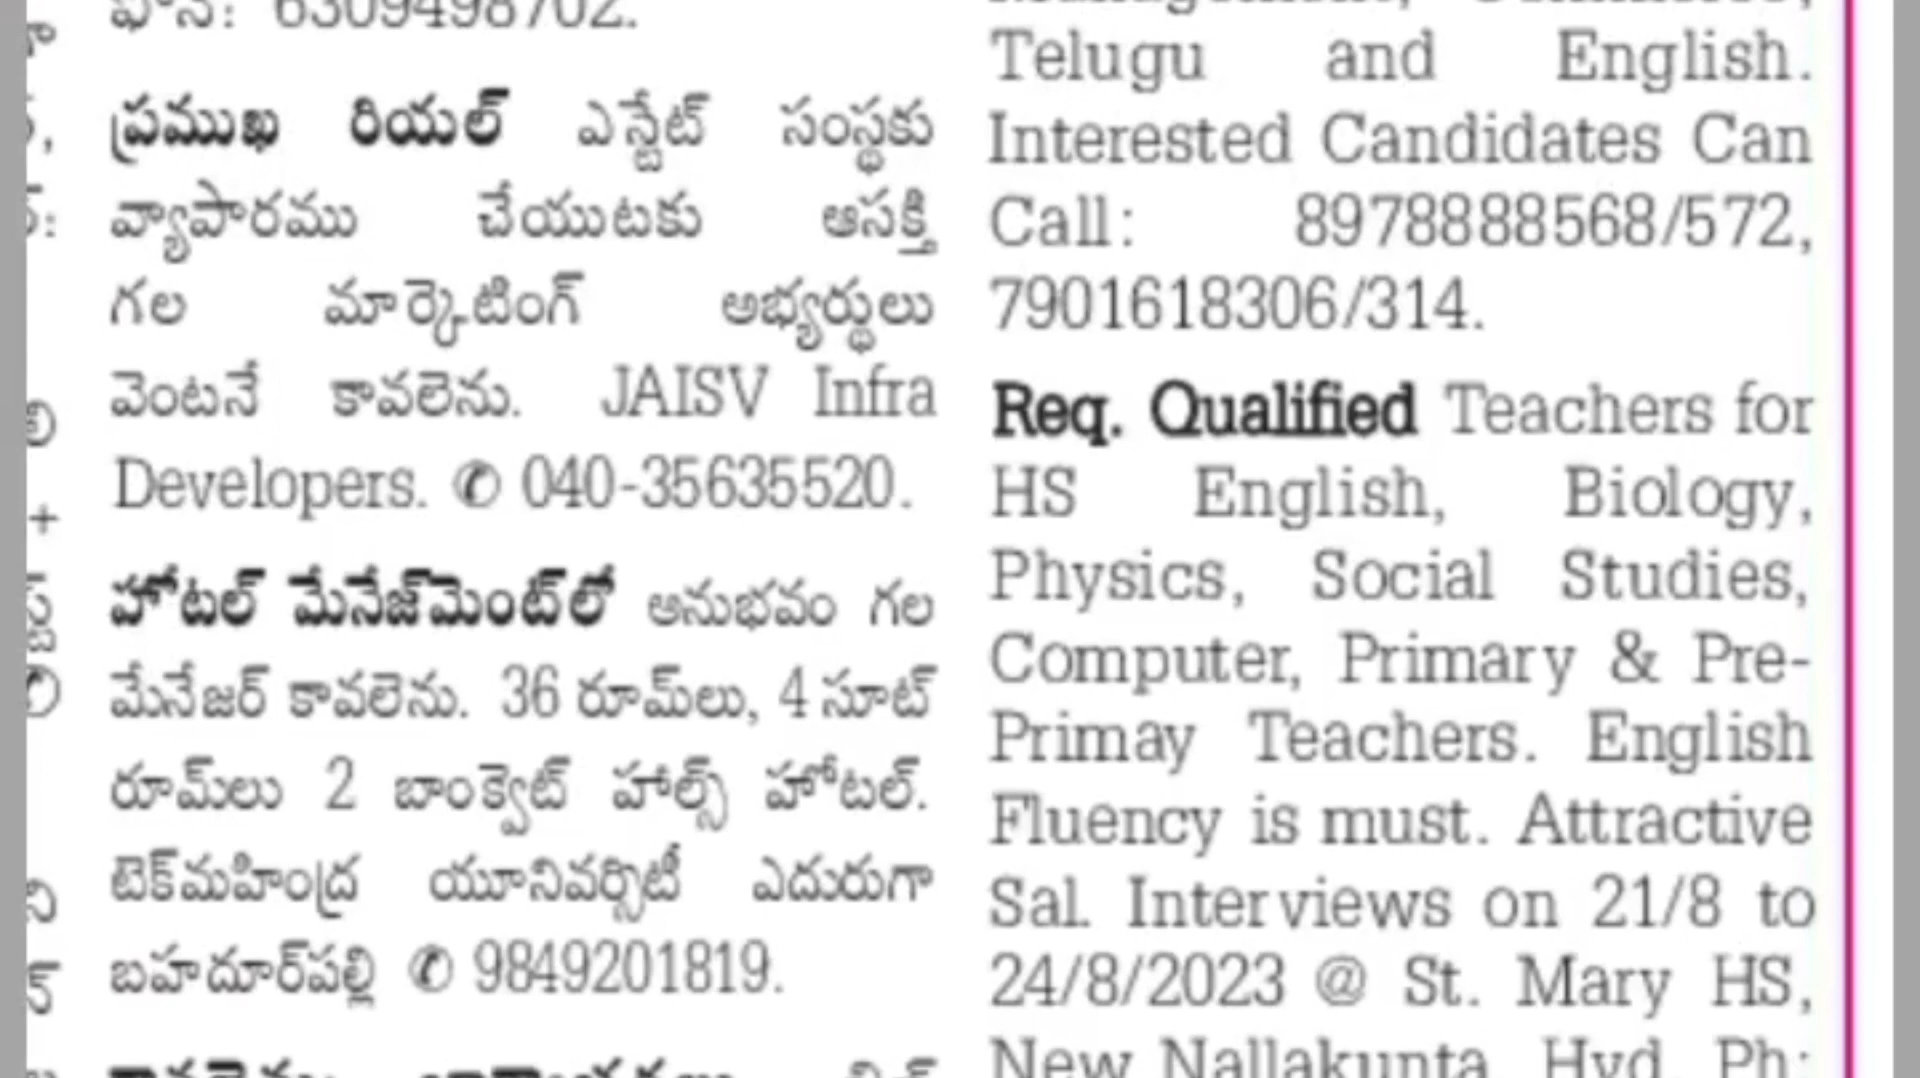 ఫోన్: 6309498702.
ప్రముఖ రియల్ ఎస్టేట్ సంస్థకు
వ్యాపారము చేయుటకు ఆసక్తి
గల మార్కెటింగ్ అభ్యర్థులు
వెంటనే కావలెను. JAISV Infra
Developers. ✆ 040-35635520.
హోటల్ మేనేజ్‌మెంట్‌లో అనుభవం గల
మేనేజర్ కావలెను. 36 రూమ్‌లు, 4 సూట్
రూమ్‌లు 2 బాంక్వెట్ హాల్స్ హోటల్.
టెక్‌మహింద్ర యూనివర్సిటీ ఎదురుగా
బహదూర్‌పల్లి ✆ 9849201819.
Telugu and English.
Interested Candidates Can
Call: 8978888568/572,
7901618306/314.
Req. Qualified Teachers for
HS English, Biology,
Physics, Social Studies,
Computer, Primary & Pre-
Primay Teachers. English
Fluency is must. Attractive
Sal. Interviews on 21/8 to
24/8/2023 @ St. Mary HS,
New Nallakunta, Hyd. Ph: